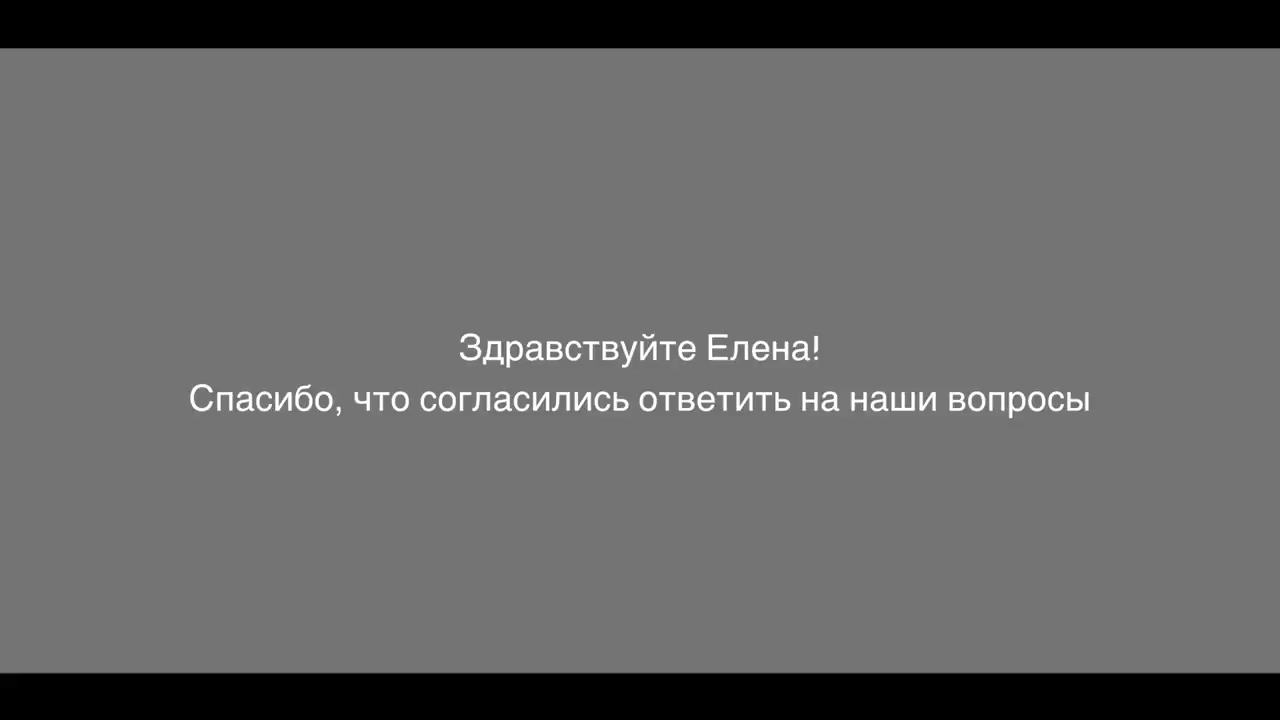 Здравствуйте Елена!
Спасибо, что согласились ответить на наши вопросы